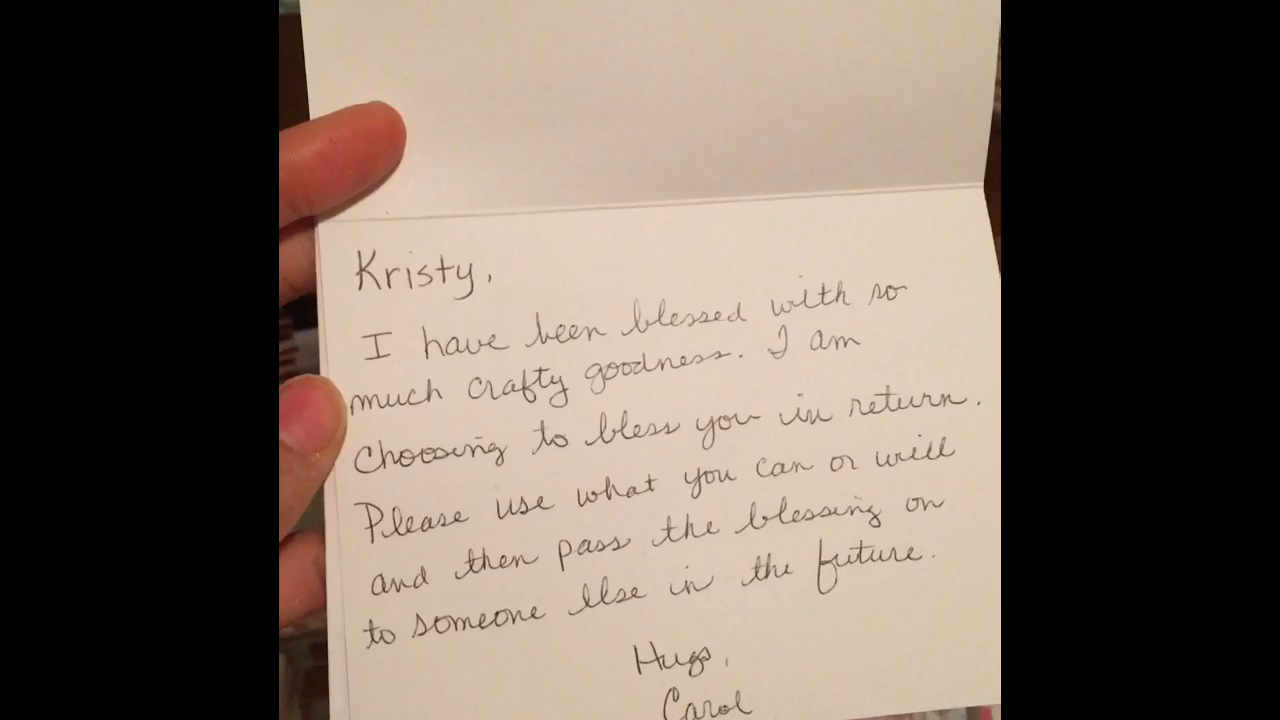 Kristy,
I have been blessed with so
much crafty goodness. I am
choosing to bless you in return.
Please use what you can or will
and then pass the blessing on
to someone else in the future.
Hugs,
Carol